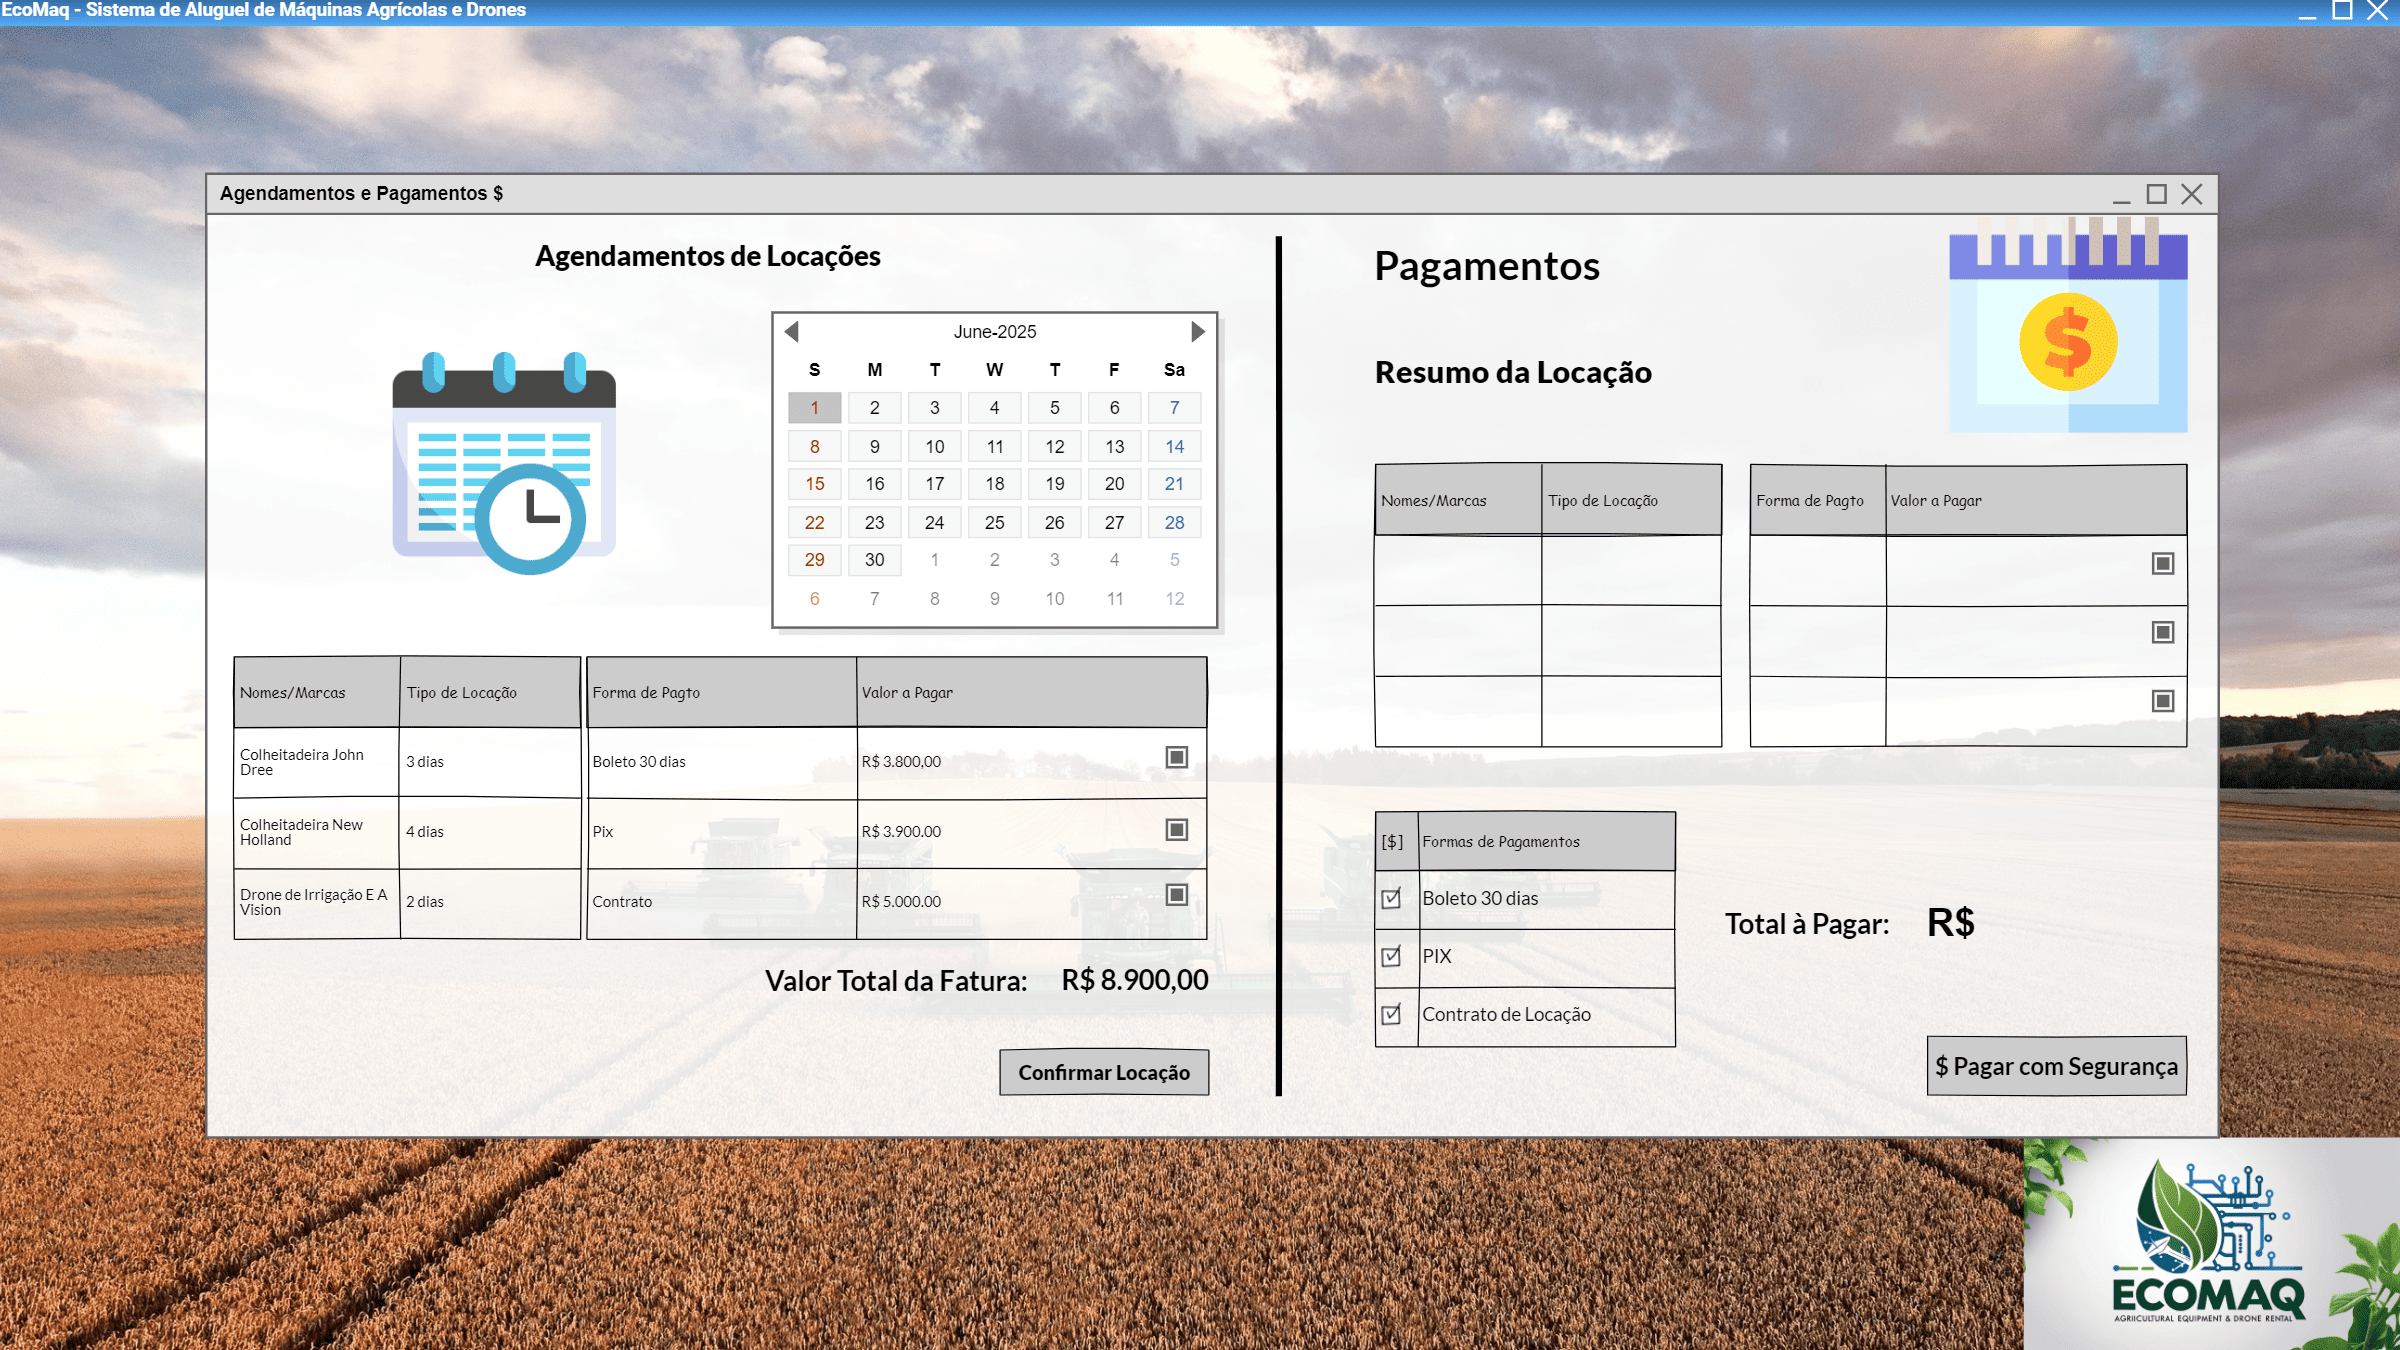 EcoMaq - Sistema de Aluguel de Máquinas Agrícolas e Drones
Agendamentos e Pagamentos $
Agendamentos de Locações
June-2025
S M T W T F Sa
1 2 3 4 5 6 7
8 9 10 11 12 13 14
15 16 17 18 19 20 21
22 23 24 25 26 27 28
29 30 1 2 3 4 5
6 7 8 9 10 11 12
Nomes/Marcas Tipo de Locação Forma de Pagto Valor a Pagar
Colheitadeira John
Dree 3 dias Boleto 30 dias R$ 3.800,00
Colheitadeira New
Holland 4 dias Pix R$ 3.900.00
Drone de Irrigação E A
Vision 2 dias Contrato R$ 5.000.00
Valor Total da Fatura: R$ 8.900,00
Confirmar Locação
Pagamentos
$
Resumo da Locação
Nomes/Marcas Tipo de Locação Forma de Pagto Valor a Pagar
[$] Formas de Pagamentos
Boleto 30 dias
PIX
Contrato de Locação
Total à Pagar: R$
$ Pagar com Segurança
ECOMAQ
AGRIICULTURAL EQUIPMENT & DRONE RENTAL